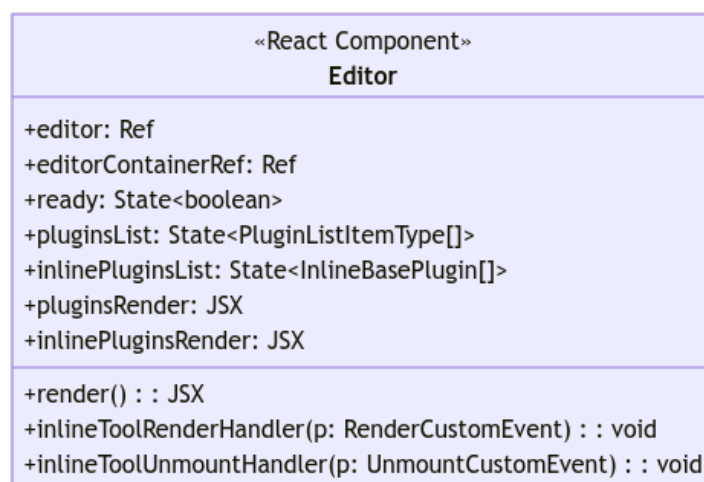 «React Component»
Editor
+editor: Ref
+editorContainerRef: Ref
+ready: State<boolean>
+pluginsList: State<PluginListItemType[]>
+inlinePluginsList: State<InlineBasePlugin[]>
+pluginsRender: JSX
+inlinePluginsRender: JSX
+render() : : JSX
+inlineToolRenderHandler(p: RenderCustomEvent) : : void
+inlineToolUnmountHandler(p: UnmountCustomEvent) : : void